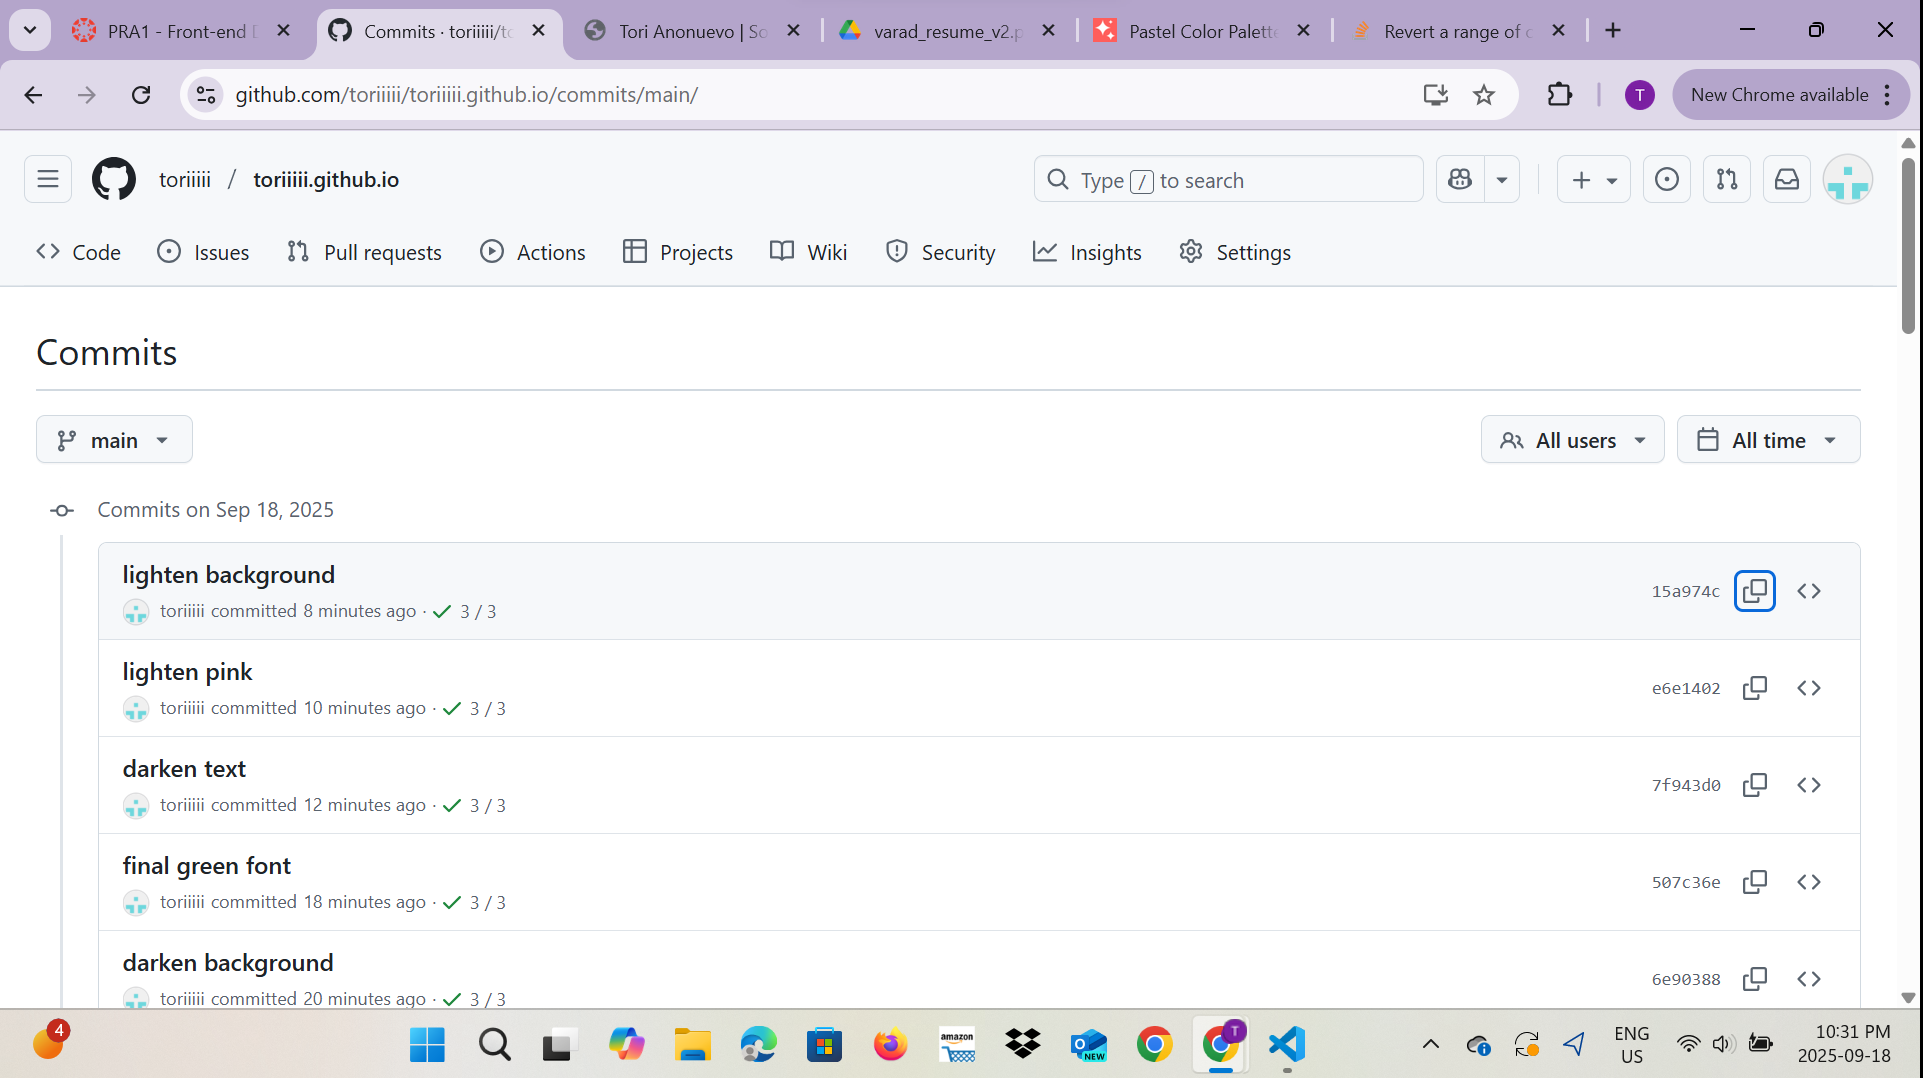 PRA1 - Front-end D
Commits · toriiiii/to
Tori Anonuevo | So
varad_resume_v2.p
Pastel Color Palette
Revert a range of c
github.com/toriiiii/toriiiii.github.io/commits/main/
T
New Chrome available
toriiiii / toriiiii.github.io
Type / to search
Code
Issues
Pull requests
Actions
Projects
Wiki
Security
Insights
Settings
Commits
main
All users
All time
Commits on Sep 18, 2025
lighten background
toriiiii committed 8 minutes ago · 3 / 3
15a974c
lighten pink
toriiiii committed 10 minutes ago · 3 / 3
e6e1402
darken text
toriiiii committed 12 minutes ago · 3 / 3
7f943d0
final green font
toriiiii committed 18 minutes ago · 3 / 3
507c36e
darken background
toriiiii committed 20 minutes ago · 3 / 3
6e90388
4
amazon
NEW
T
ENG
US
10:31 PM
2025-09-18